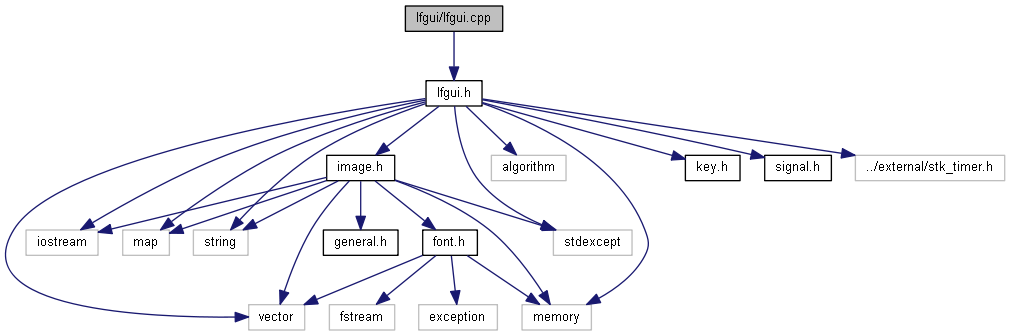 lfgui/lfgui.cpp
lfgui.h
image.h
algorithm
key.h
signal.h
../external/stk_timer.h
iostream
map
string
general.h
font.h
stdexcept
vector
fstream
exception
memory